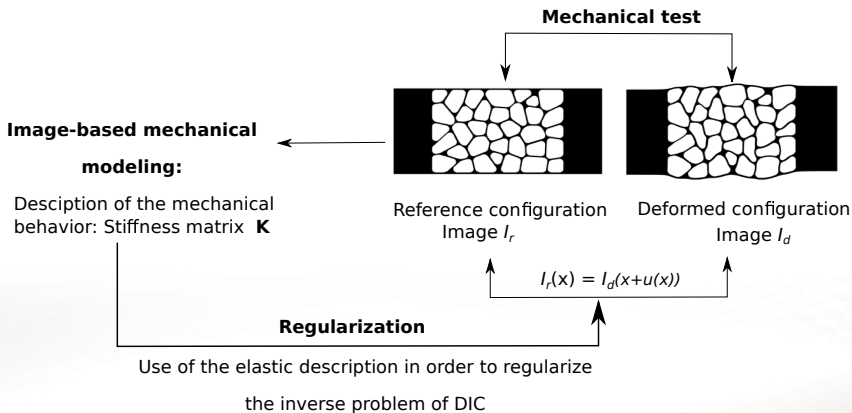 Mechanical test
Image-based mechanical
modeling:
Desciption of the mechanical
behavior: Stiffness matrix K
Reference configuration
Image I_r
Deformed configuration
Image I_d
I_r(x) = I_d(x+u(x))
Regularization
Use of the elastic description in order to regularize
the inverse problem of DIC